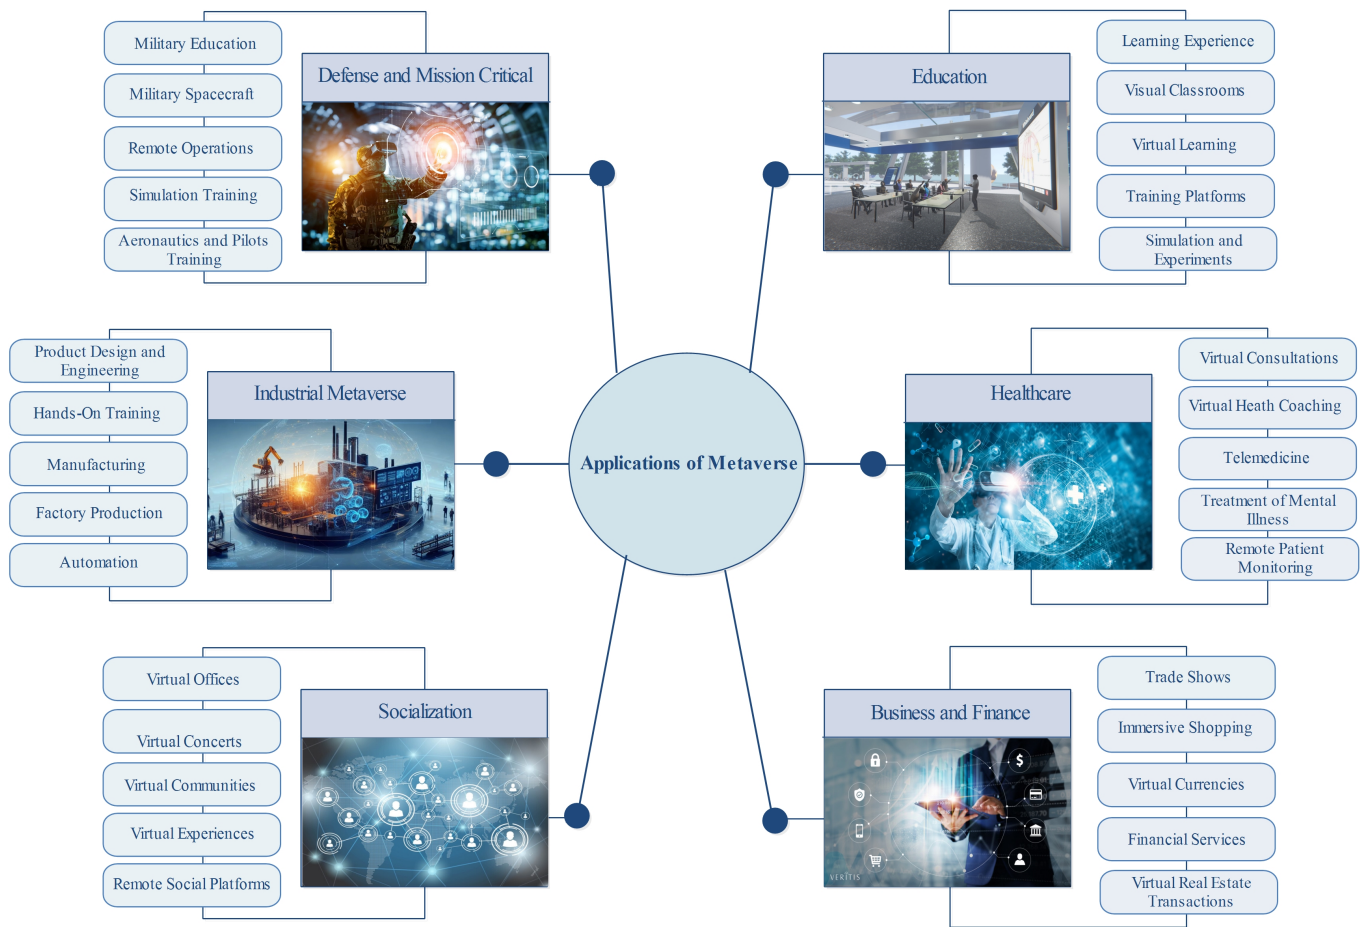 Military Education
Military Spacecraft
Remote Operations
Simulation Training
Aeronautics and Pilots
Training
Defense and Mission Critical
Education
Learning Experience
Visual Classrooms
Virtual Learning
Training Platforms
Simulation and
Experiments
Product Design and
Engineering
Hands-On Training
Manufacturing
Factory Production
Automation
Industrial Metaverse
Applications of Metaverse
Healthcare
Virtual Consultations
Virtual Heath Coaching
Telemedicine
Treatment of Mental
Illness
Remote Patient
Monitoring
Virtual Offices
Virtual Concerts
Virtual Communities
Virtual Experiences
Remote Social Platforms
Socialization
Business and Finance
VERITIS
Trade Shows
Immersive Shopping
Virtual Currencies
Financial Services
Virtual Real Estate
Transactions